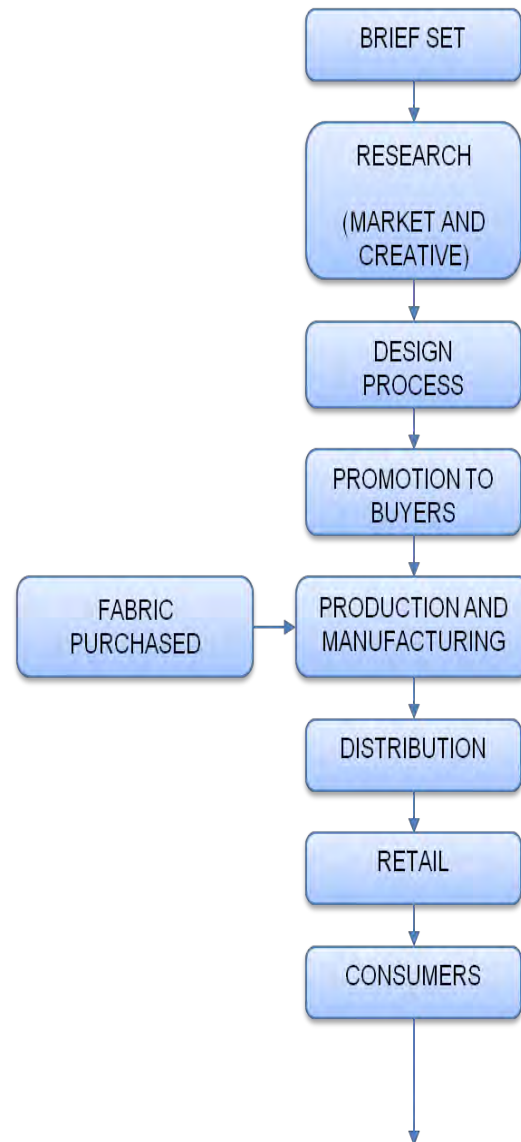 BRIEF SET
RESEARCH
(MARKET AND
CREATIVE)
DESIGN
PROCESS
PROMOTION TO
BUYERS
FABRIC
PURCHASED
PRODUCTION AND
MANUFACTURING
DISTRIBUTION
RETAIL
CONSUMERS